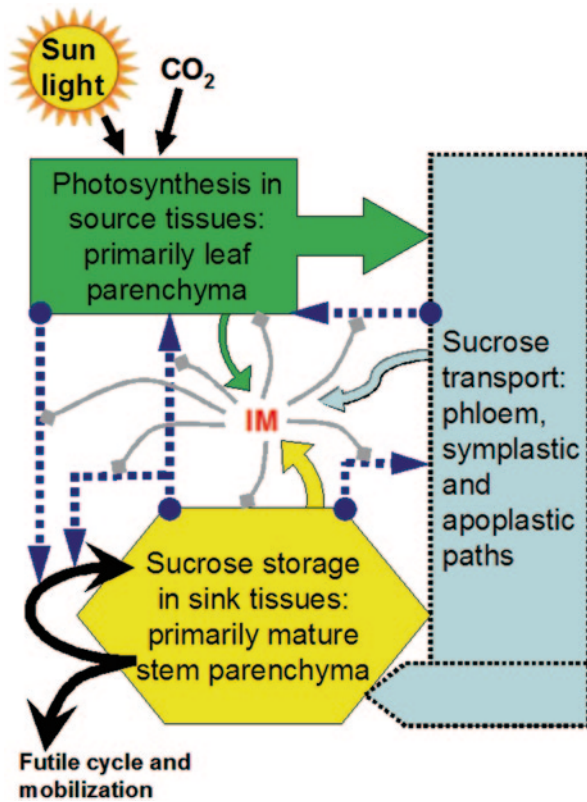 Sun
light
CO₂
Photosynthesis in
source tissues:
primarily leaf
parenchyma
Sucrose
transport:
phloem,
symplastic
and
apoplastic
paths
IM
Sucrose storage
in sink tissues:
primarily mature
stem parenchyma
Futile cycle and
mobilization